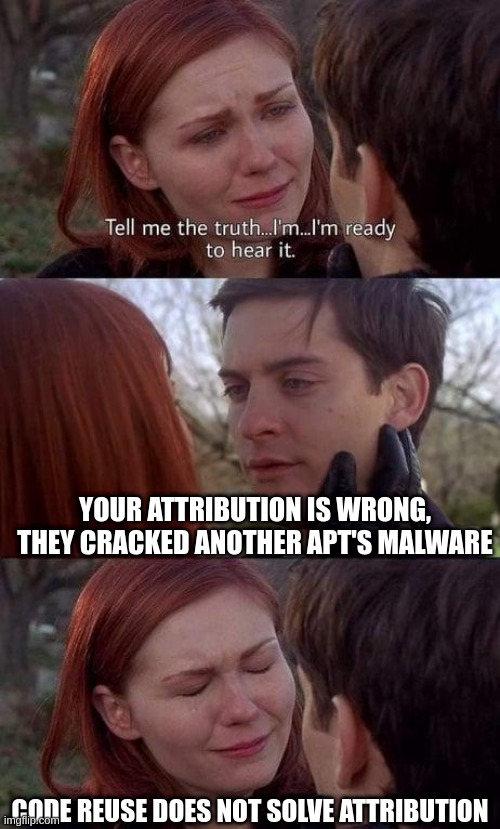 Tell me the truth...I'm...I'm ready
to hear it.
YOUR ATTRIBUTION IS WRONG,
THEY CRACKED ANOTHER APT'S MALWARE
CODE REUSE DOES NOT SOLVE ATTRIBUTION
imgflip.com